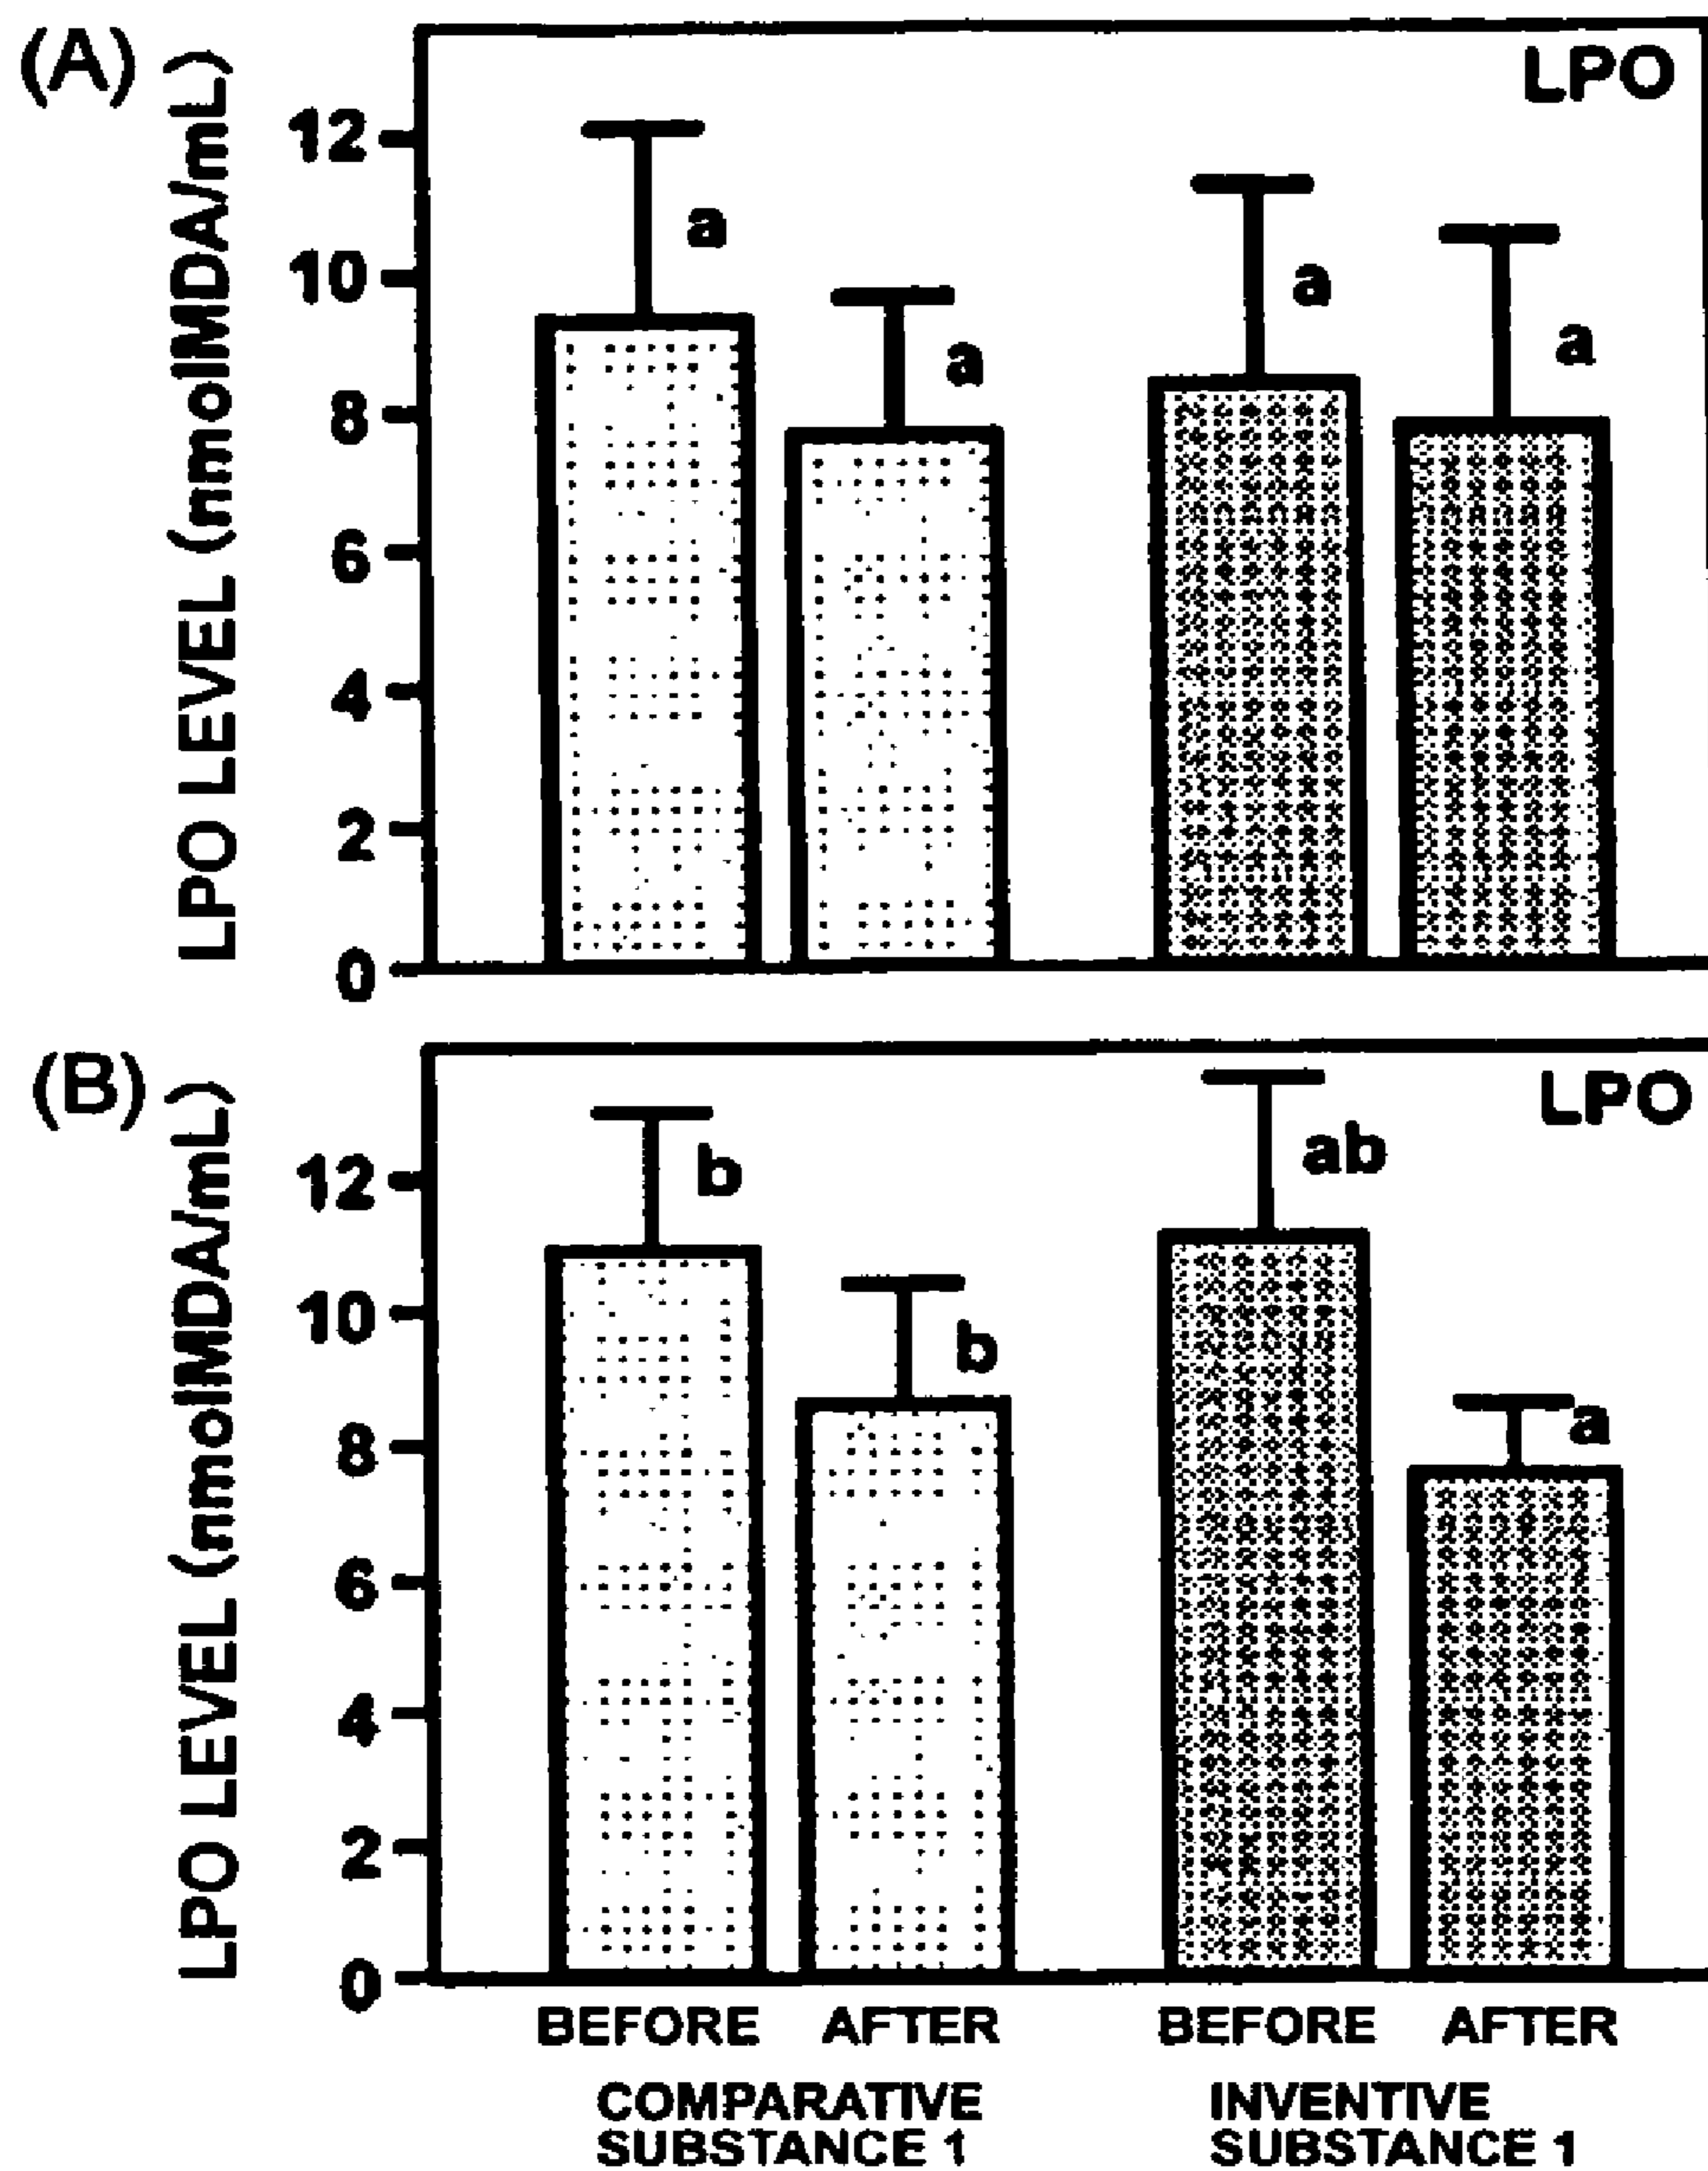 (A)
LPO LEVEL (nmolMDA/mL)
LPO
12
10
8
6
4
2
0
a
a
a
a
(B)
LPO LEVEL (nmolMDA/mL)
LPO
12
10
8
6
4
2
0
b
b
ab
a
BEFORE AFTER BEFORE AFTER
COMPARATIVE SUBSTANCE 1
INVENTIVE SUBSTANCE 1